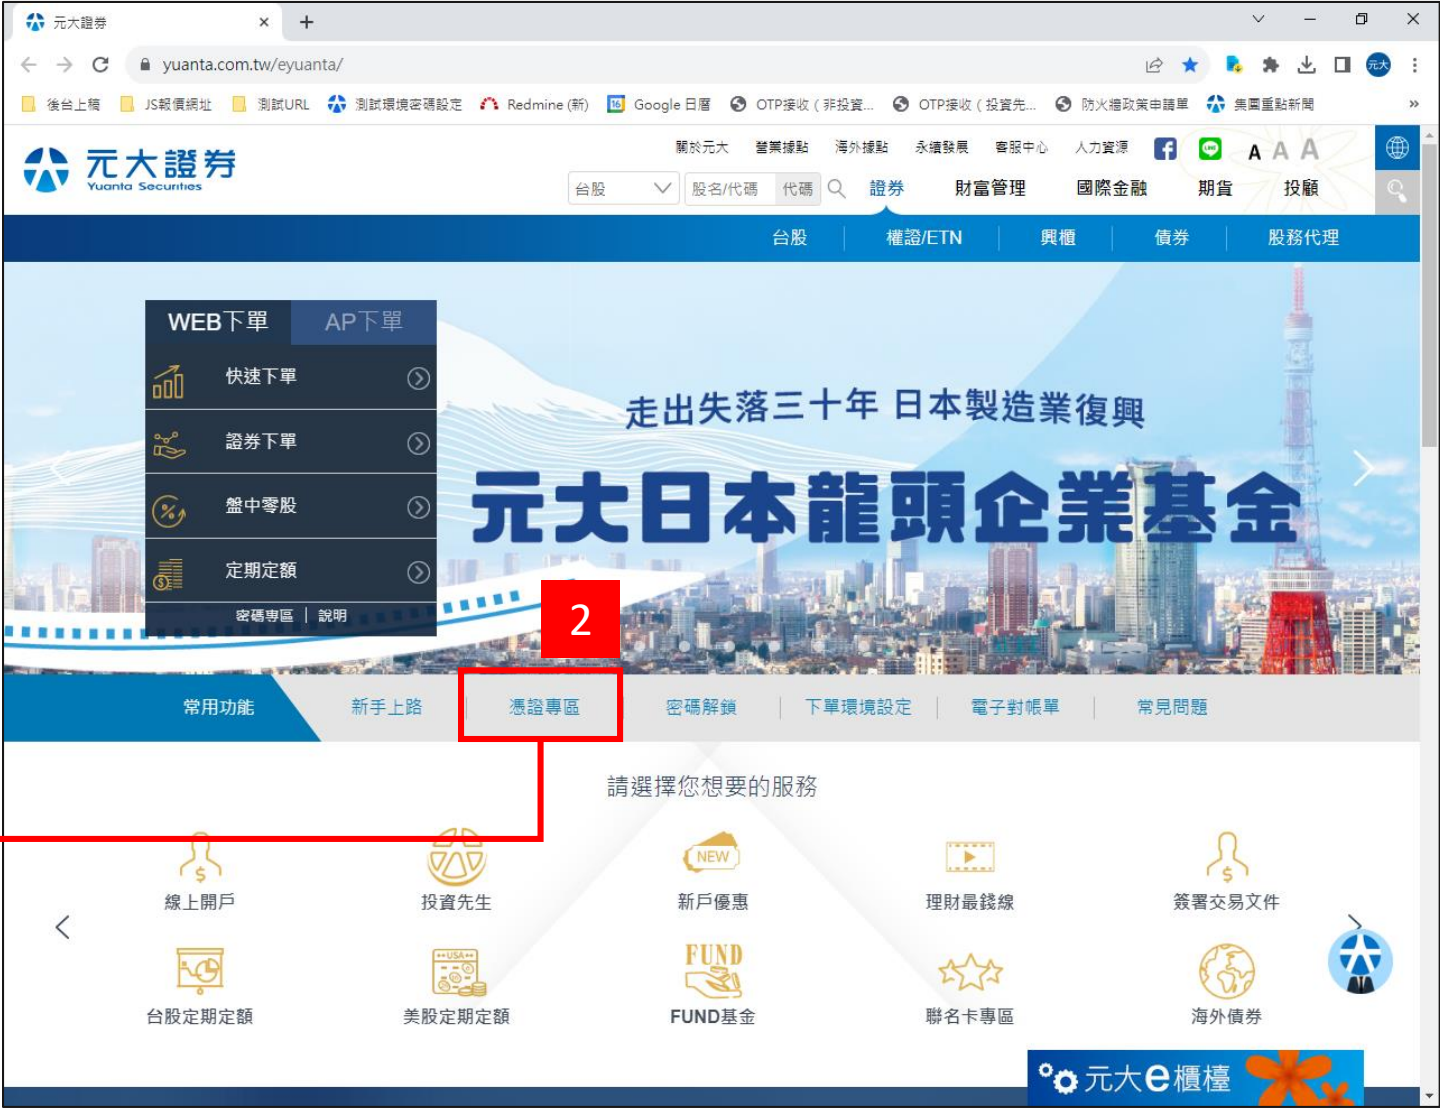 元大證券
yuanta.com.tw/eyuanta/
元大
後台上稿 JS報價網址 測試URL 測試環境密碼設定 Redmine (新) 16 Google 日曆 OTP接收 ( 非投資... OTP接收 ( 投資先... 防火牆政策申請單 集團重點新聞 »
元大證券
Yuanta Securities
關於元大 營業據點 海外據點 永續發展 客服中心 人力資源 LINE A A A
台股 股名/代碼 代碼 證券 財富管理 國際金融 期貨 投顧
台股 權證/ETN 興櫃 債券 股務代理
WEB下單 AP下單
快速下單
證券下單
盤中零股
定期定額
密碼專區 | 說明
走出失落三十年 日本製造業復興
元大日本龍頭企業基金
2
常用功能 新手上路 憑證專區 密碼解鎖 下單環境設定 電子對帳單 常見問題
請選擇您想要的服務
NEW
線上開戶 投資先生 新戶優惠 理財最錢線 簽署交易文件
USA FUND
台股定期定額 美股定期定額 FUND基金 聯名卡專區 海外債券
元大e櫃檯